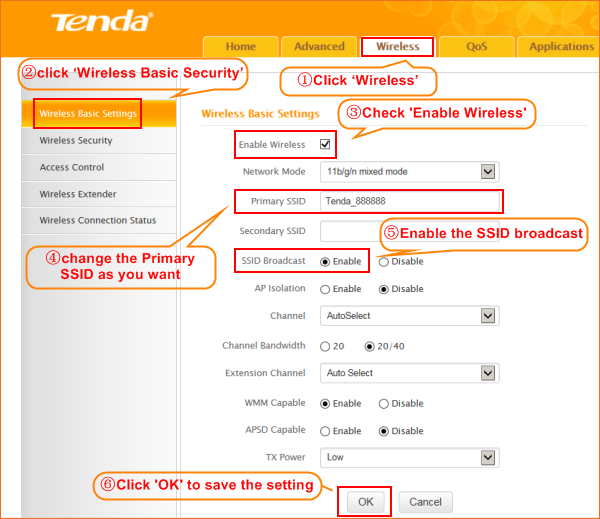 Tenda
Home Advanced Wireless QoS Applications
②click ‘Wireless Basic Security’
①Click ‘Wireless’
Wireless Basic Settings
Wireless Security
Access Control
Wireless Extender
Wireless Connection Status
Wireless Basic Settings
③Check 'Enable Wireless'
Enable Wireless
Network Mode 11b/g/n mixed mode
Primary SSID Tenda_888888
Secondary SSID
⑤Enable the SSID broadcast
④change the Primary
SSID as you want
SSID Broadcast Enable Disable
AP Isolation Enable Disable
Channel AutoSelect
Channel Bandwidth 20 20/40
Extension Channel Auto Select
WMM Capable Enable Disable
APSD Capable Enable Disable
TX Power Low
⑥Click 'OK' to save the setting
OK Cancel